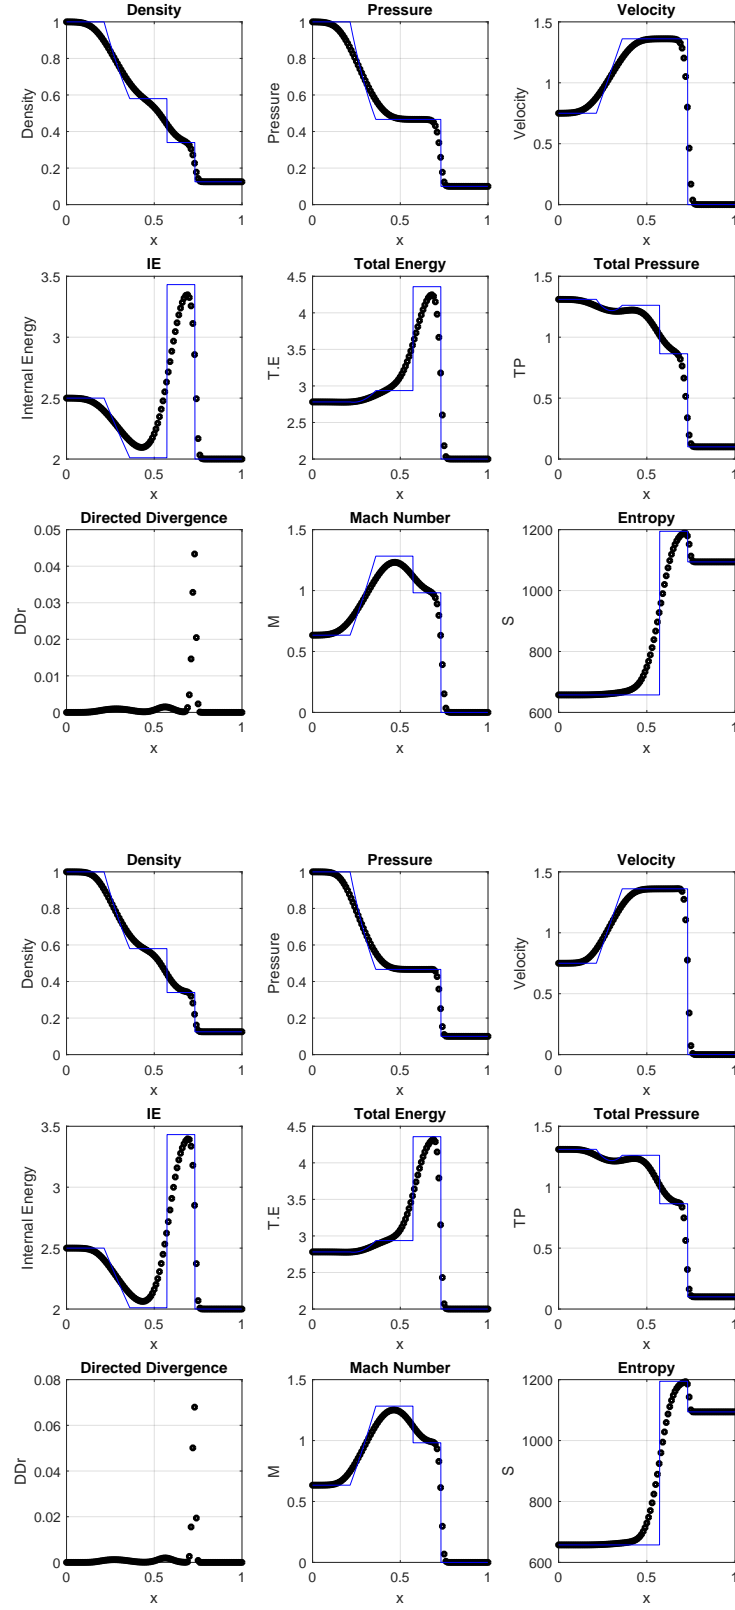 Density Pressure Velocity
1 1 1.5
0.8 0.8
0.6 0.6 1
0.4 0.4 0.5
0.2 0.2
0 0 0
Density Pressure Velocity
0 0.5 1 0 0.5 1 0 0.5 1
x x x
IE Total Energy Total Pressure
3.5 4.5 1.5
4
3 3.5 1
2.5 3 0.5
2.5
2 2 0
Internal Energy T.E TP
0 0.5 1 0 0.5 1 0 0.5 1
x x x
Directed Divergence Mach Number Entropy
0.05 1.5 1200
0.04
0.03 1 1000
0.02 0.5 800
0.01
0 0 600
DDr M S
0 0.5 1 0 0.5 1 0 0.5 1
x x x
Density Pressure Velocity
1 1 1.5
0.8 0.8
0.6 0.6 1
0.4 0.4 0.5
0.2 0.2
0 0 0
Density Pressure Velocity
0 0.5 1 0 0.5 1 0 0.5 1
x x x
IE Total Energy Total Pressure
3.5 4.5 1.5
4
3 3.5 1
2.5 3 0.5
2.5
2 2 0
Internal Energy T.E TP
0 0.5 1 0 0.5 1 0 0.5 1
x x x
Directed Divergence Mach Number Entropy
0.08 1.5 1200
0.06 1 1000
0.04
0.02 0.5 800
0 0 600
DDr M S
0 0.5 1 0 0.5 1 0 0.5 1
x x x